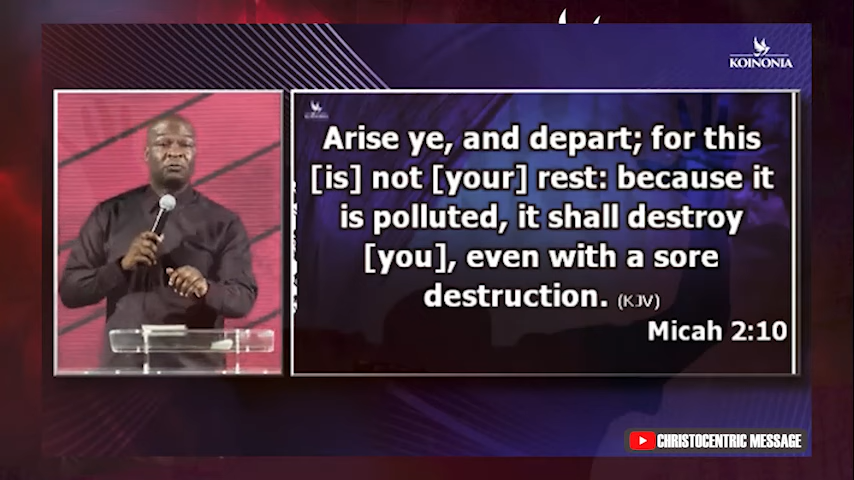 KOINONIA
KOINONIA
Arise ye, and depart; for this
[is] not [your] rest: because it
is polluted, it shall destroy
[you], even with a sore
destruction. (KJV)
Micah 2:10
CHRISTOCENTRIC MESSAGE